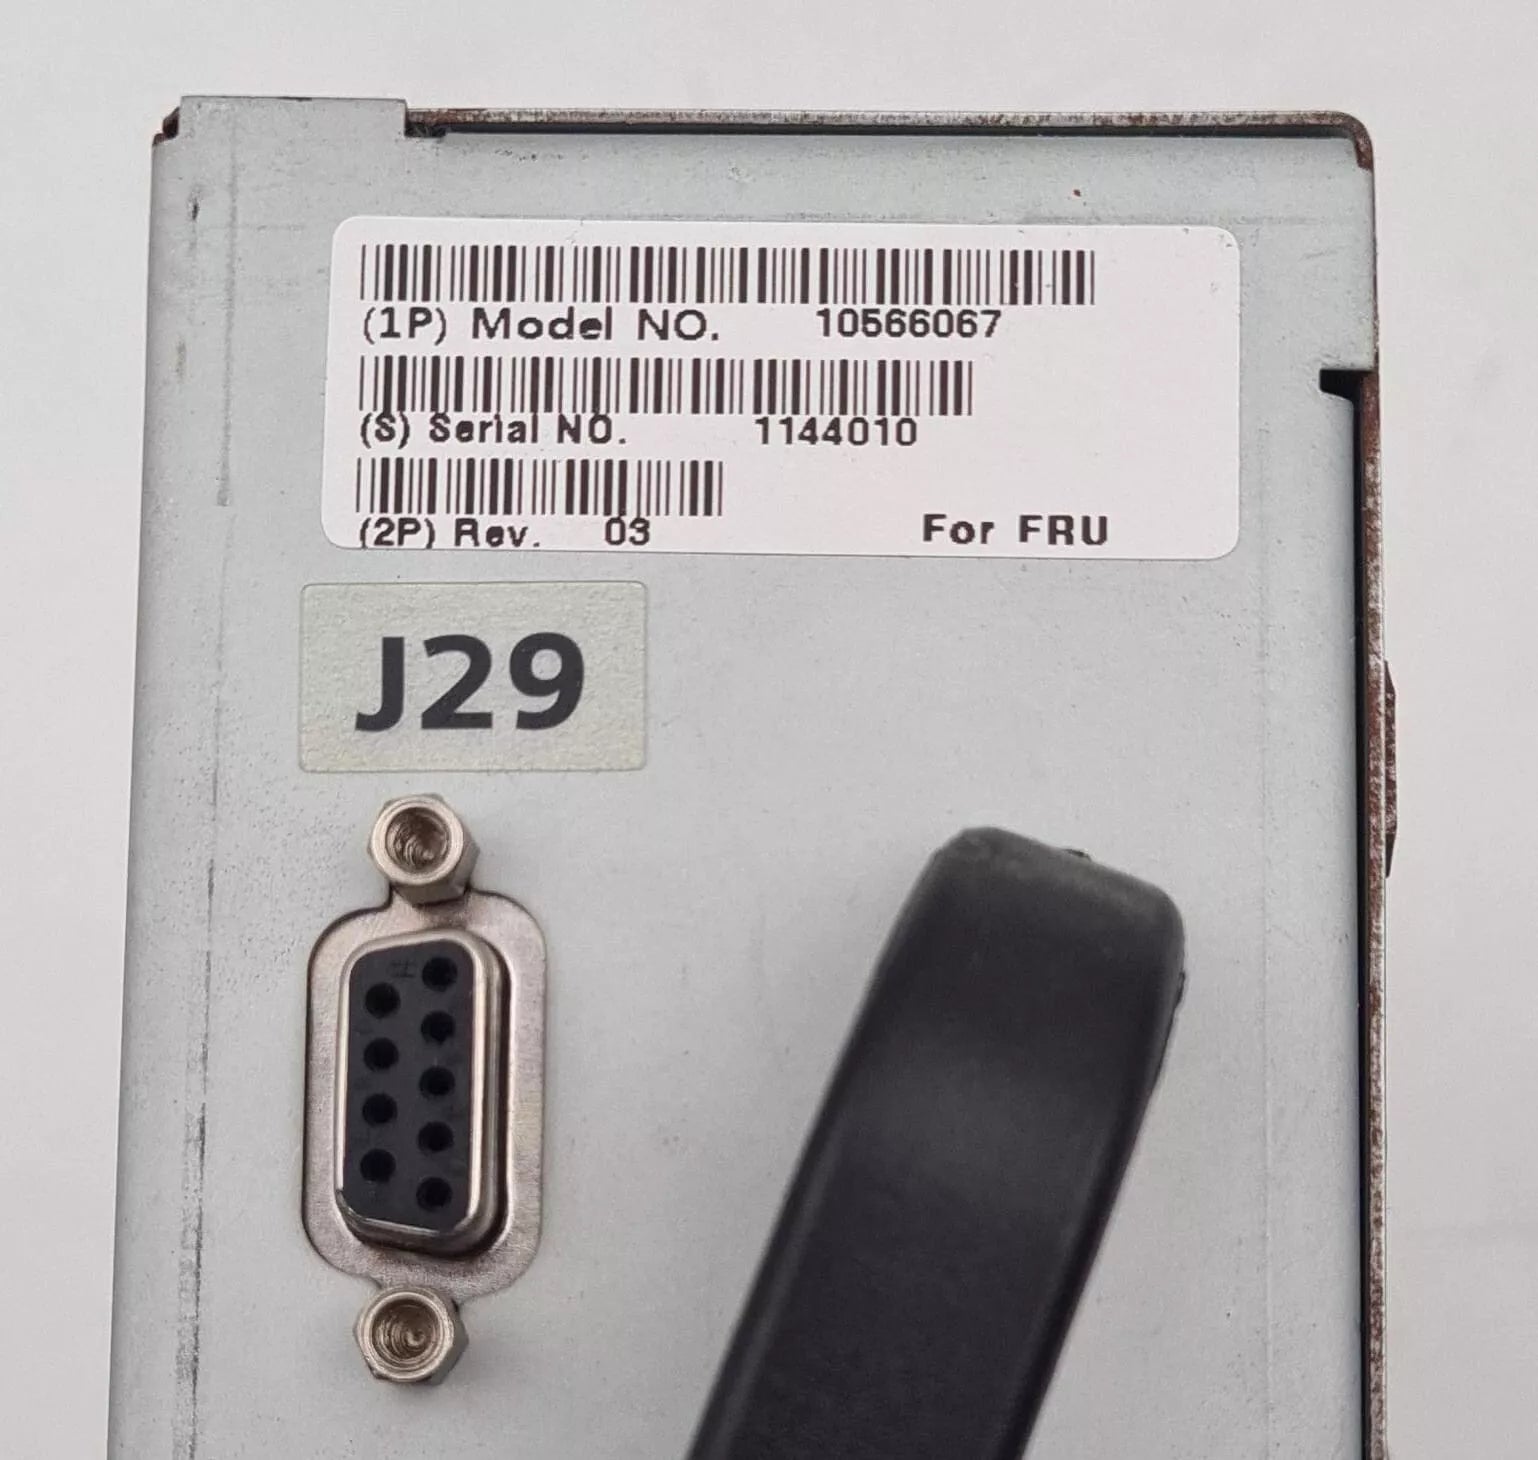 (1P) Model NO. 10566067
(S) Serial NO. 1144010
(2P) Rev. 03 For FRU
J29